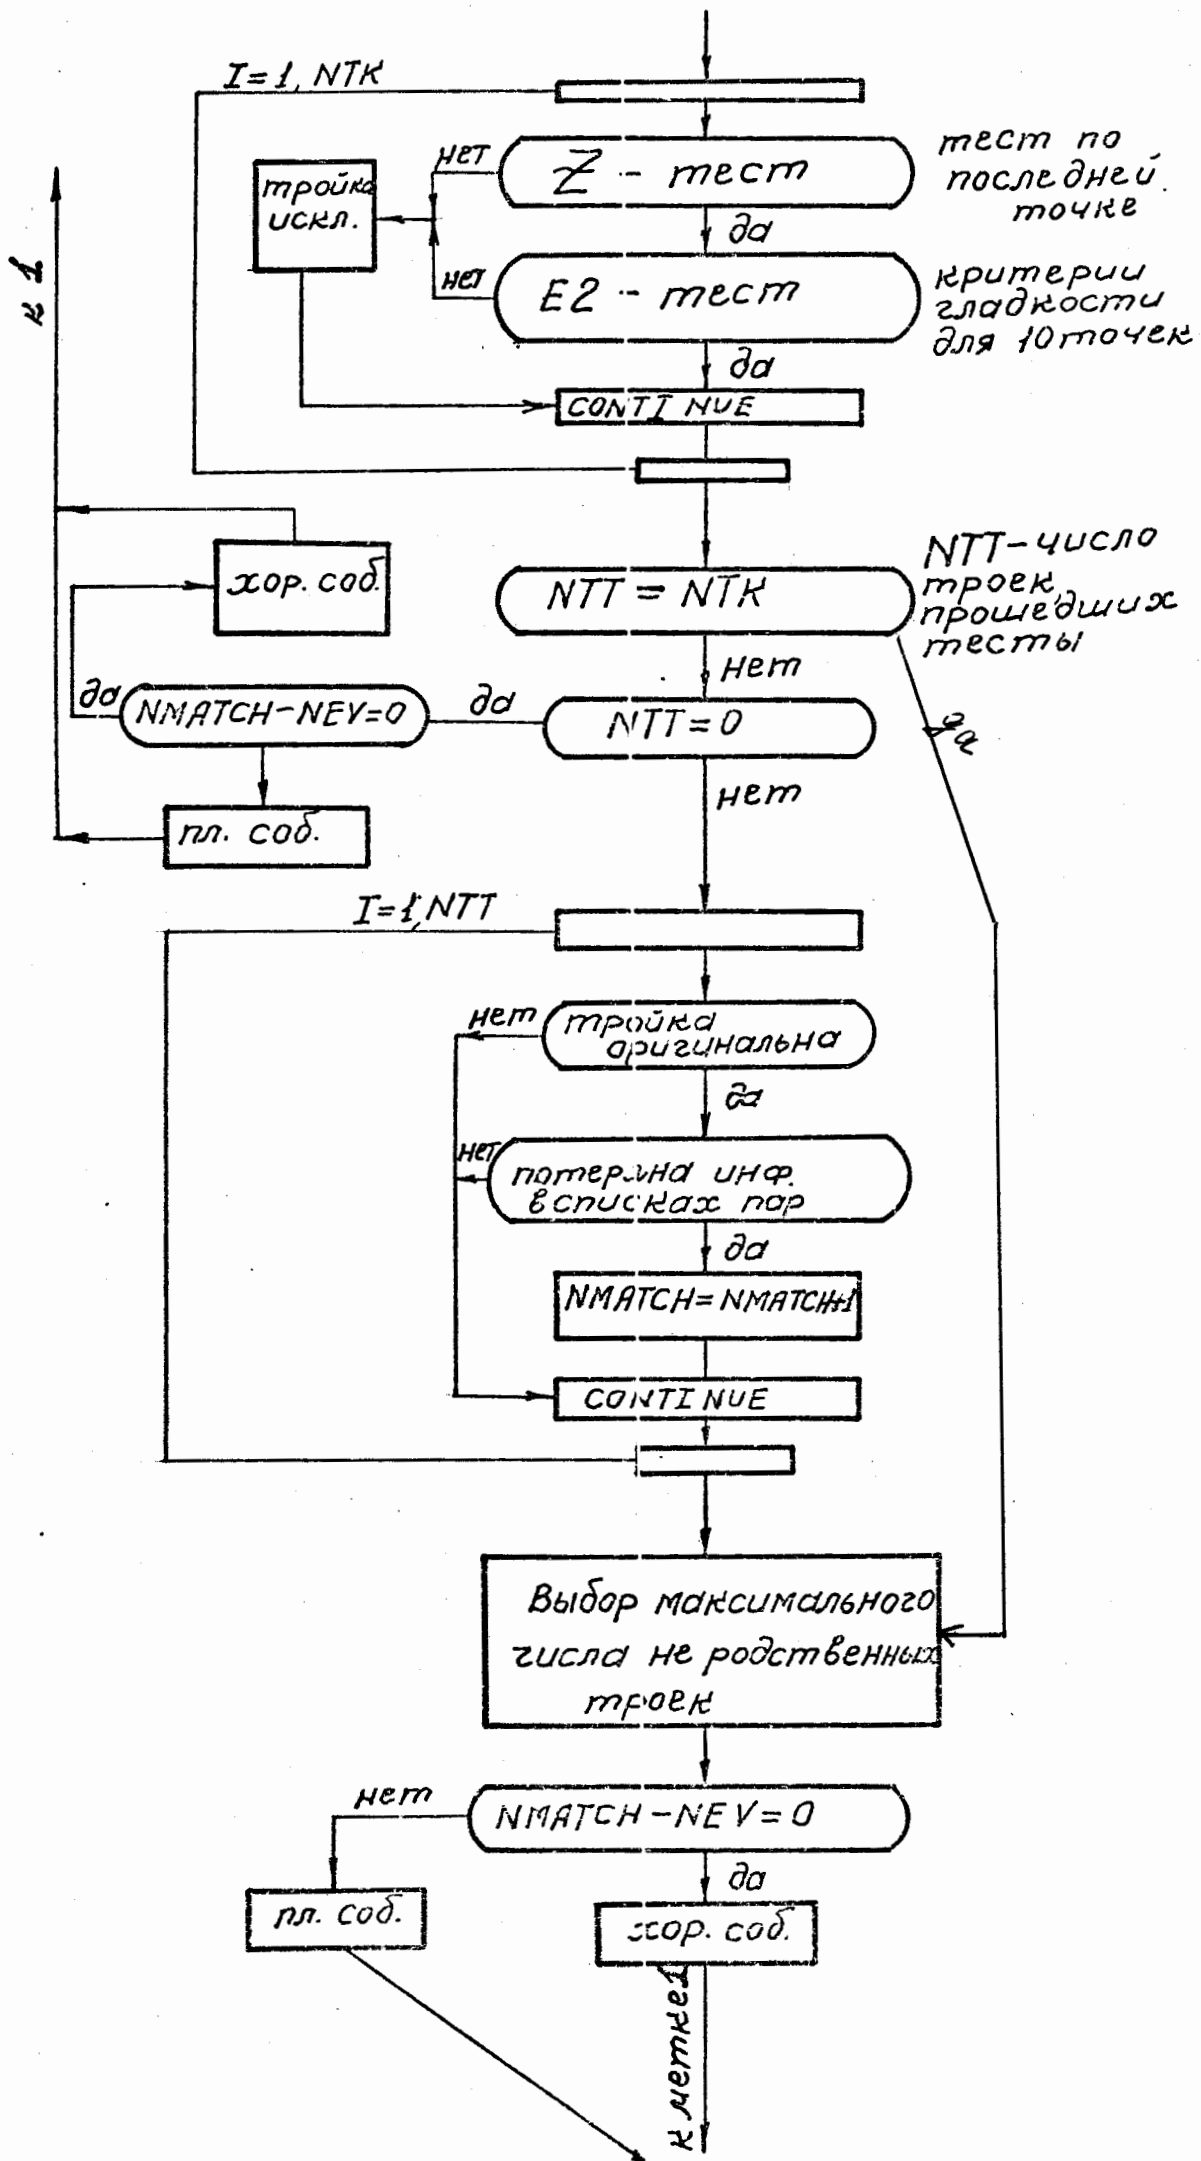 I=1, NTK
нет
Z - тест
тест по
последней
точке
тройка
искл.
да
к 1
нет
E2 - тест
критерии
гладкости
для 10 точек
да
CONTINUE
хор. соб.
NTT = NTK
NTT - число
троек,
прошедших
тесты
нет
да
NMATCH-NEV=0
да
NTT = 0
да
нет
пл. соб.
I=1,NTT
нет
тройка
оригинальна
да
нет
потеряна инф.
в списках пар
да
NMATCH=NMATCH+1
CONTINUE
Выбор максимального
числа не родственных
троек
нет
NMATCH-NEV=0
да
пл. соб.
хор. соб.
к метке 1